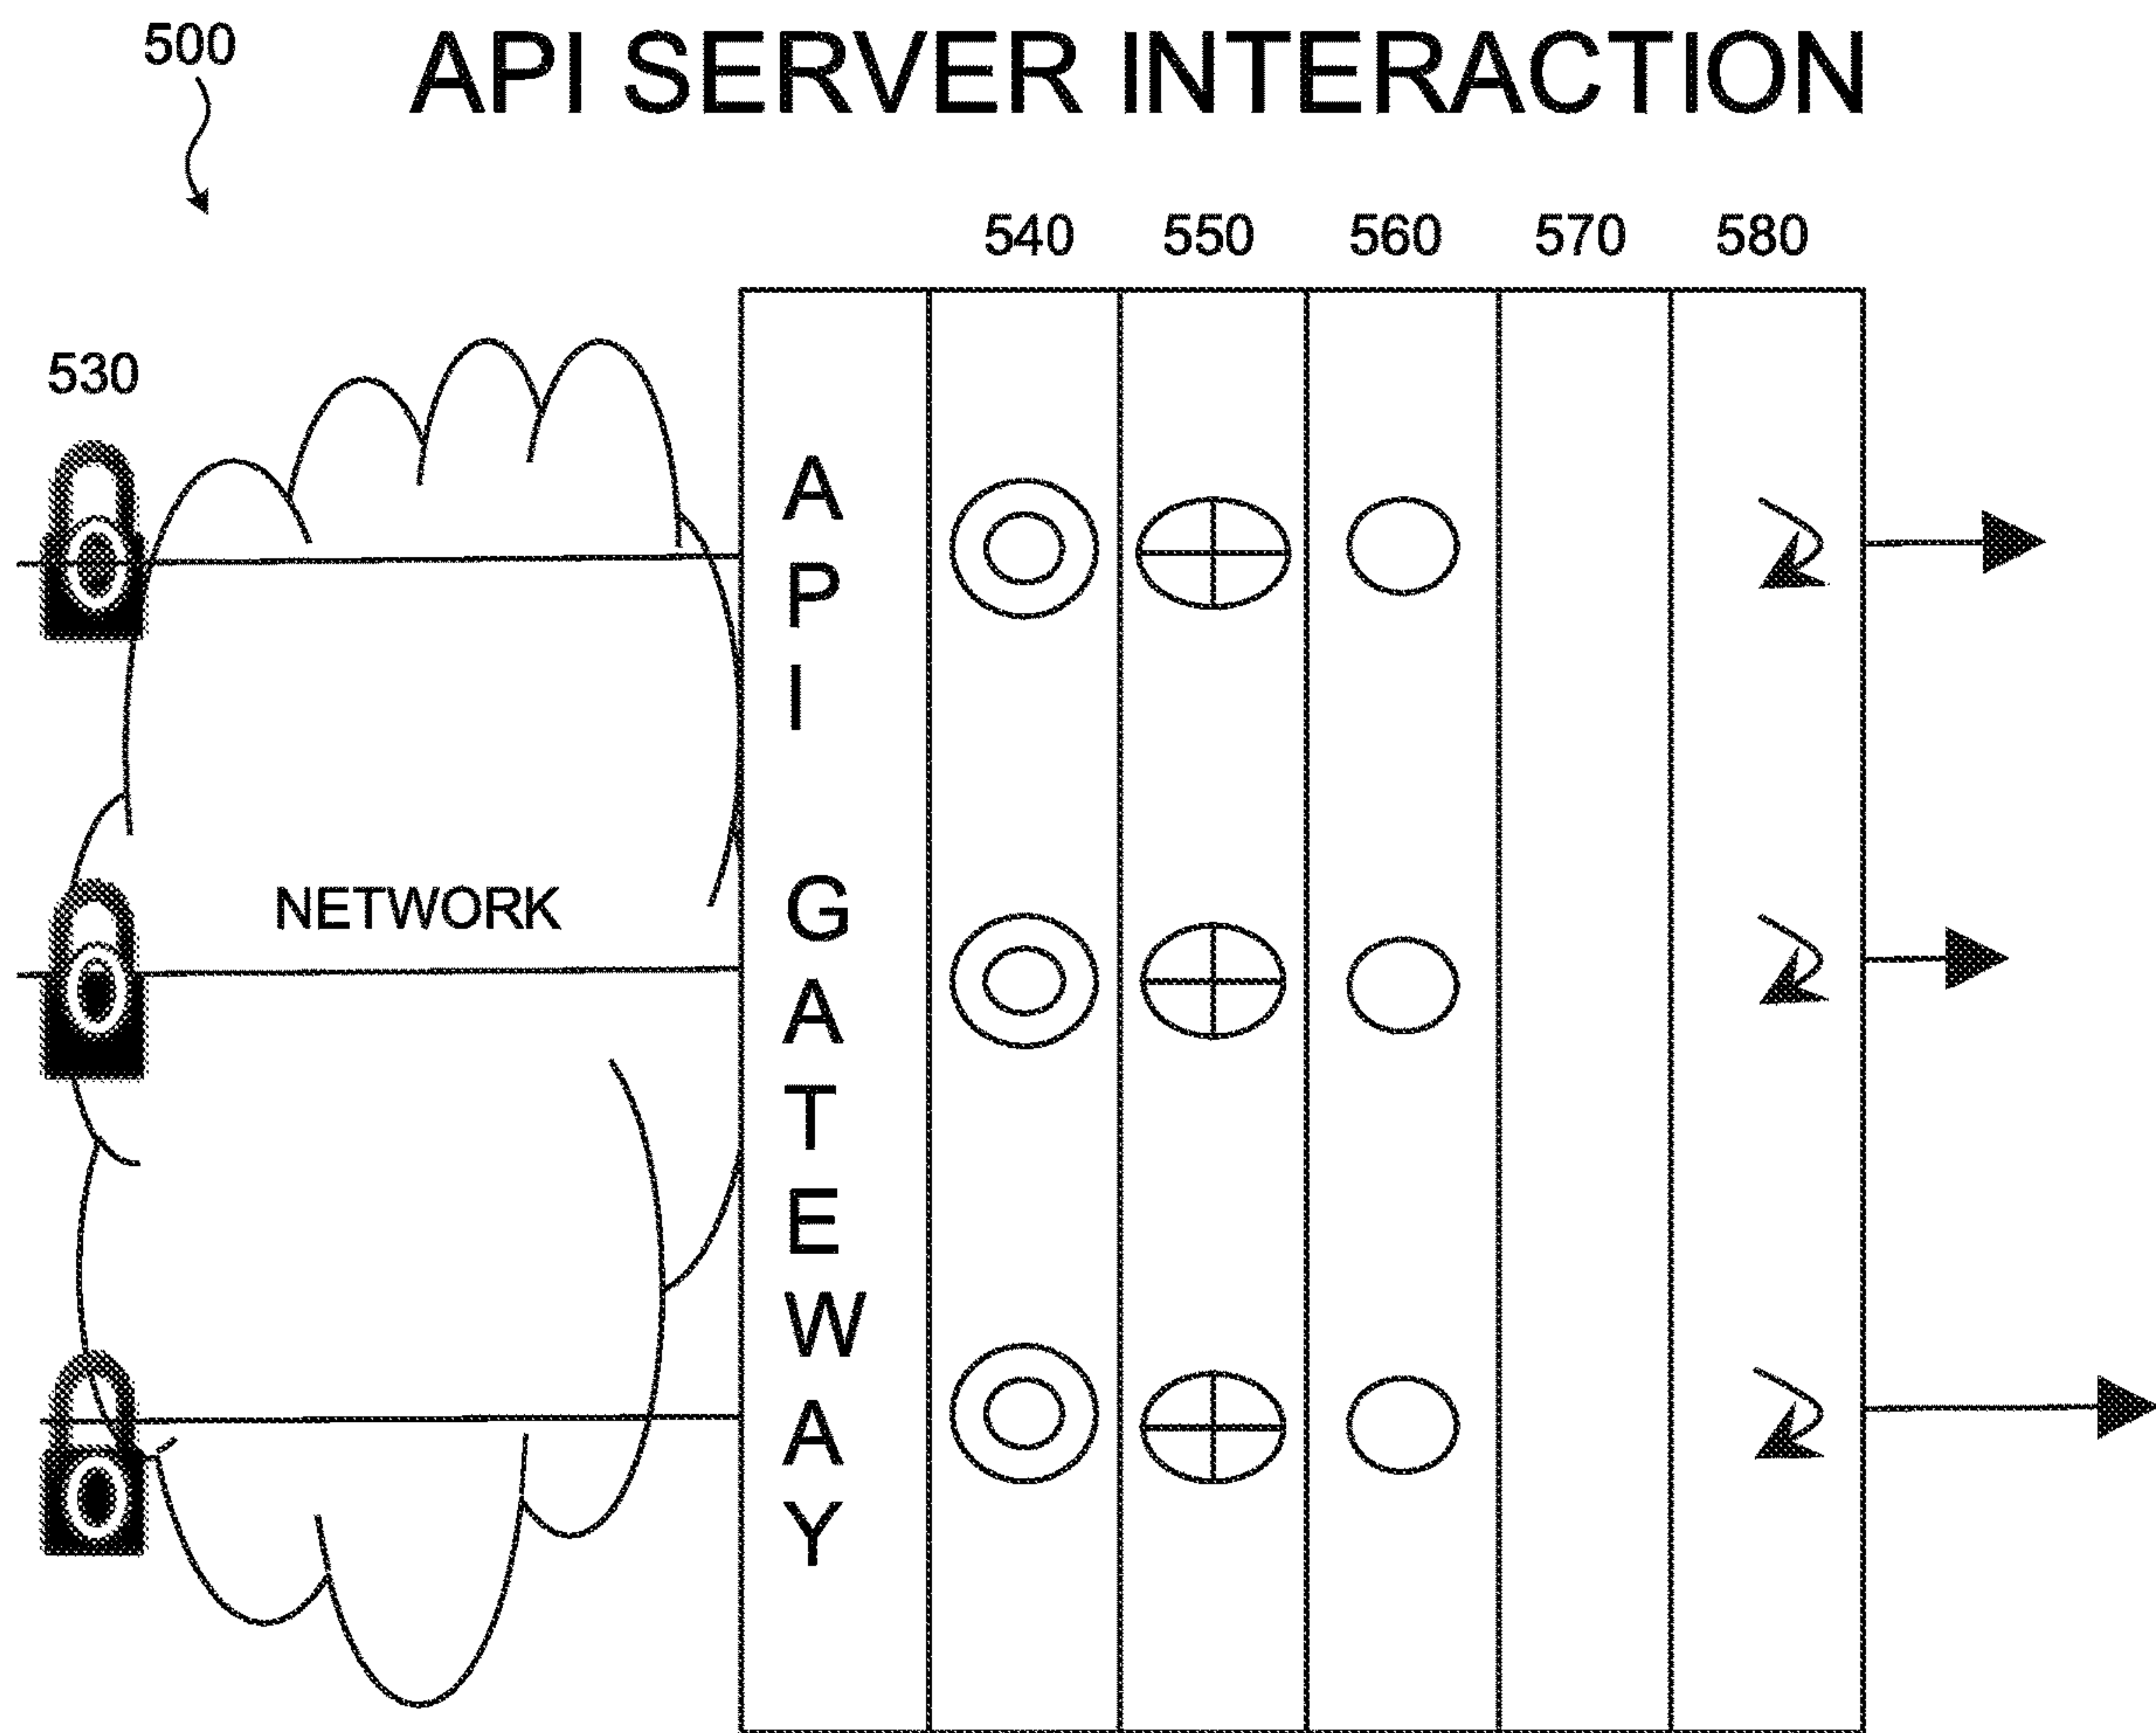 500
API SERVER INTERACTION
540 550 560 570 580
530
API GATEWAY
NETWORK